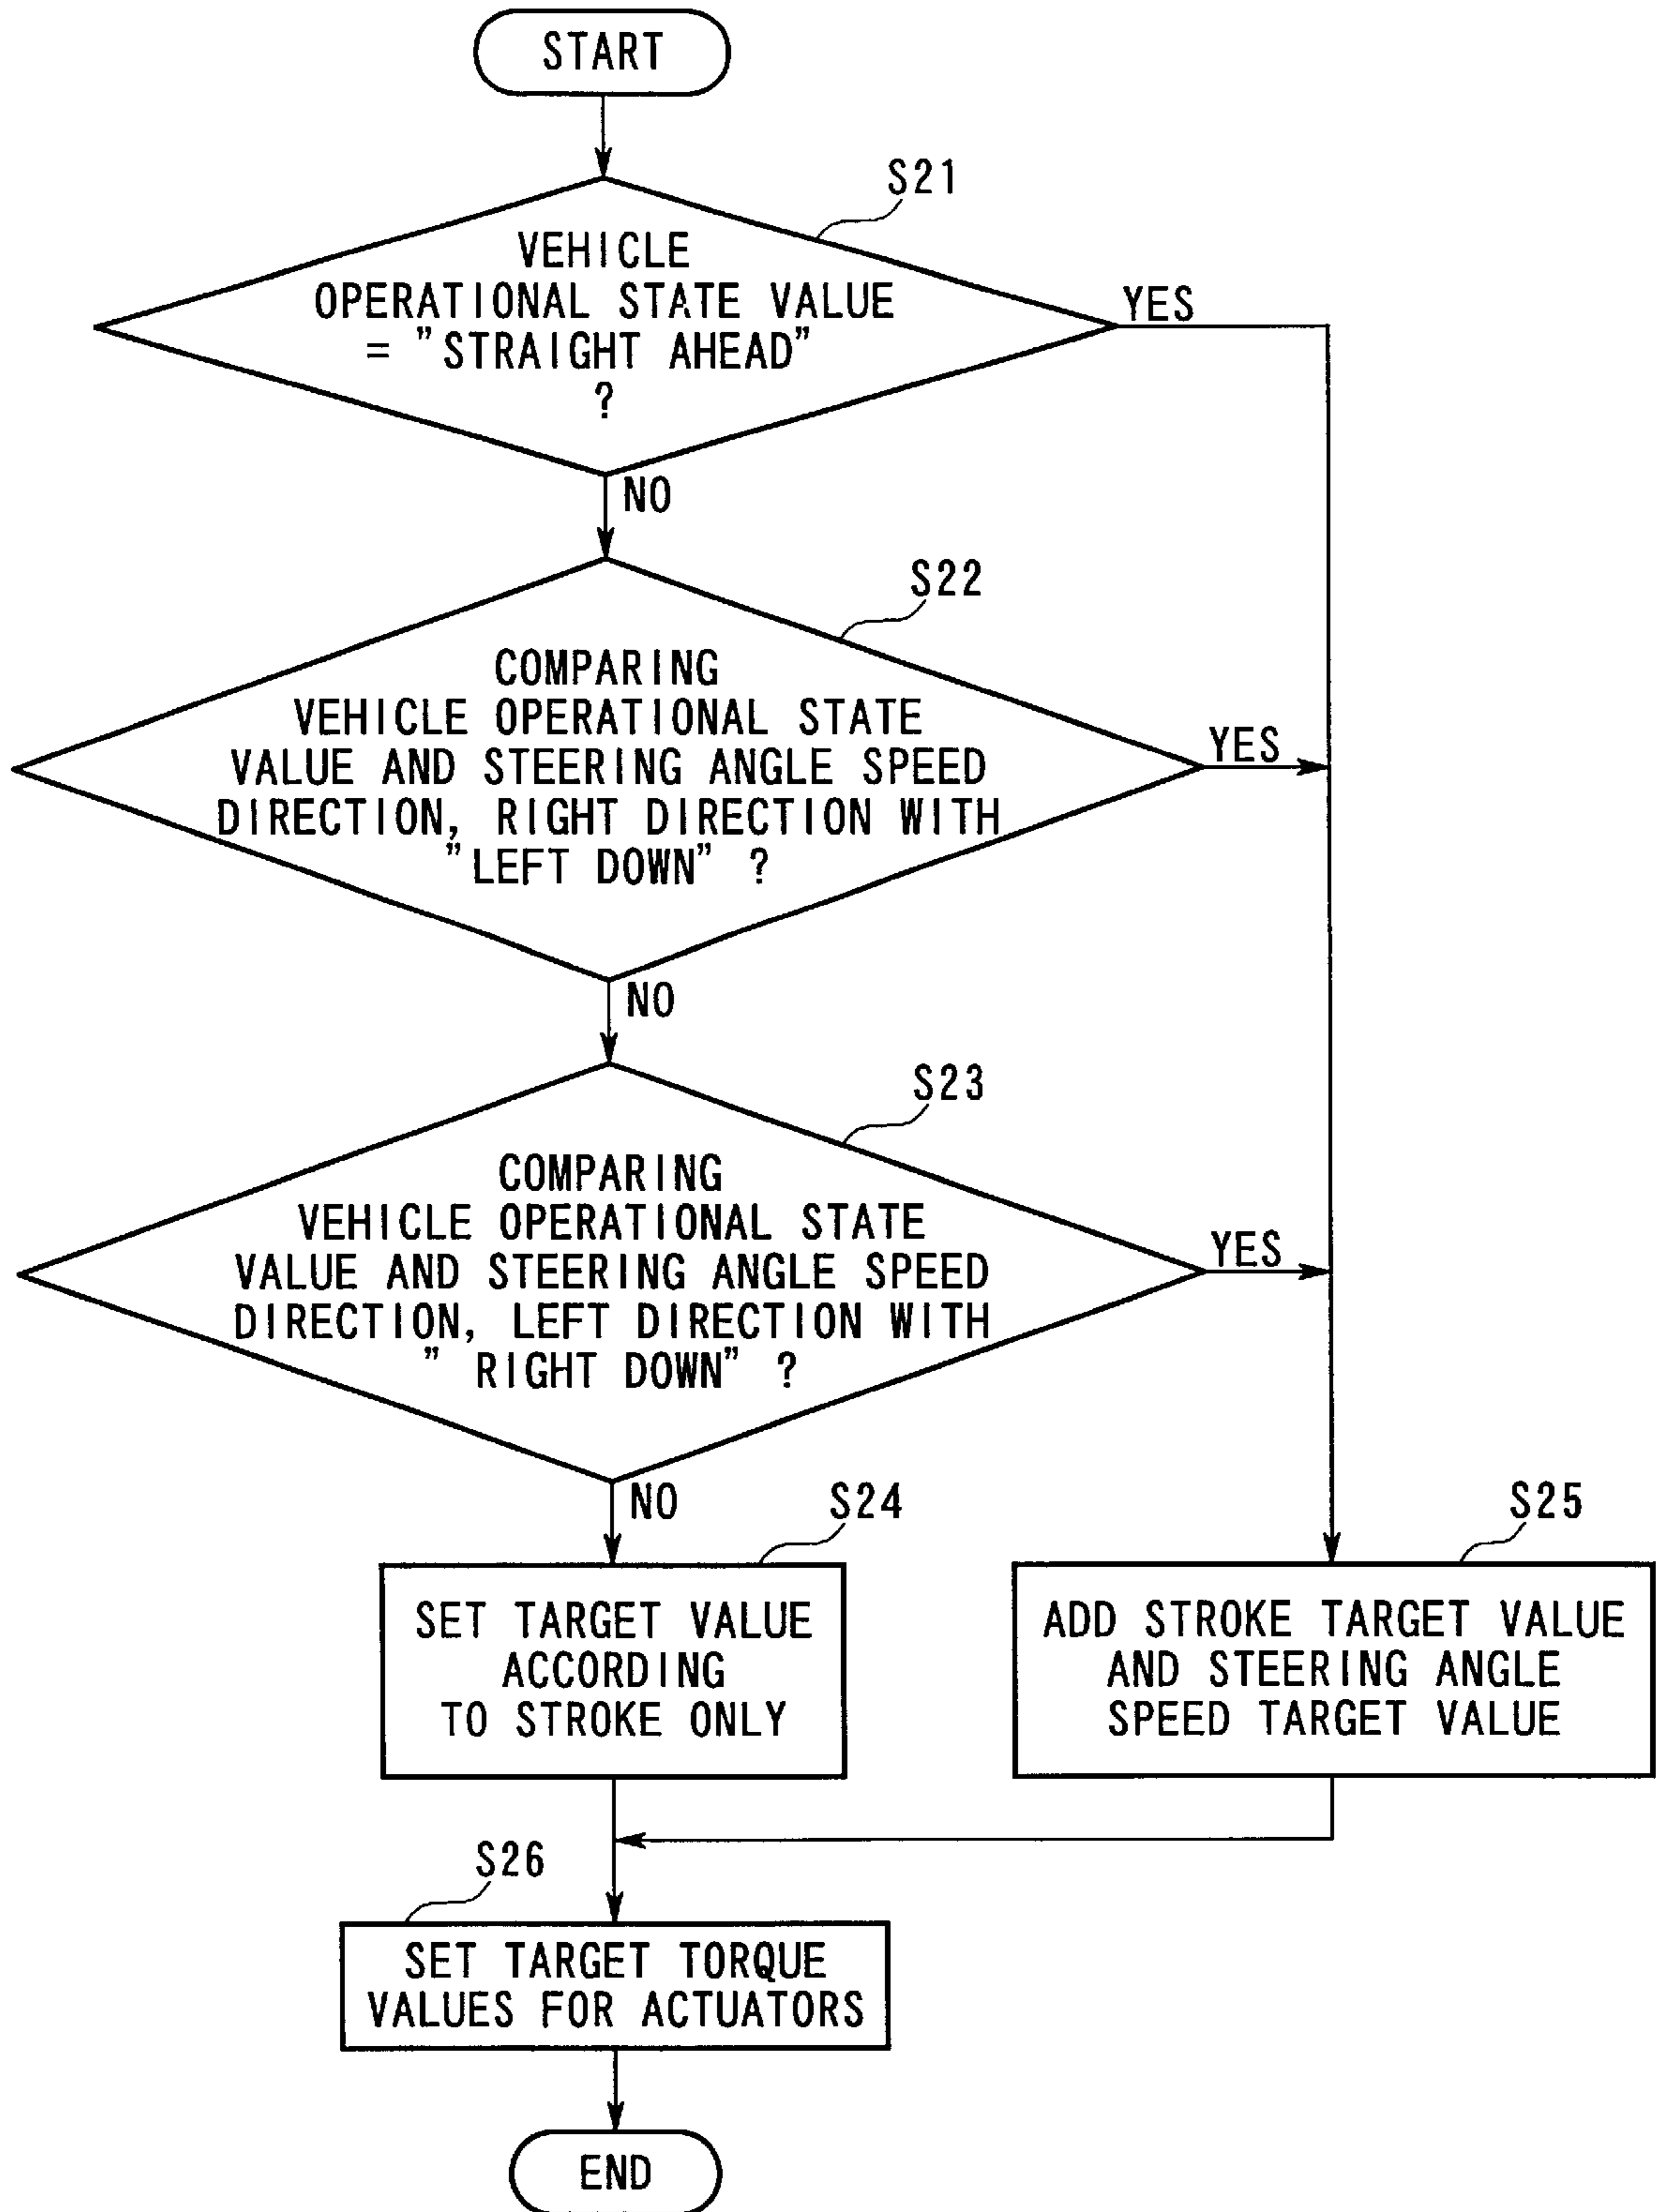 START
S21
VEHICLE
OPERATIONAL STATE VALUE
= "STRAIGHT AHEAD"
?
YES
NO
S22
COMPARING
VEHICLE OPERATIONAL STATE
VALUE AND STEERING ANGLE SPEED
DIRECTION, RIGHT DIRECTION WITH
"LEFT DOWN" ?
YES
NO
S23
COMPARING
VEHICLE OPERATIONAL STATE
VALUE AND STEERING ANGLE SPEED
DIRECTION, LEFT DIRECTION WITH
" RIGHT DOWN" ?
YES
NO
S24
SET TARGET VALUE
ACCORDING
TO STROKE ONLY
S25
ADD STROKE TARGET VALUE
AND STEERING ANGLE
SPEED TARGET VALUE
S26
SET TARGET TORQUE
VALUES FOR ACTUATORS
END